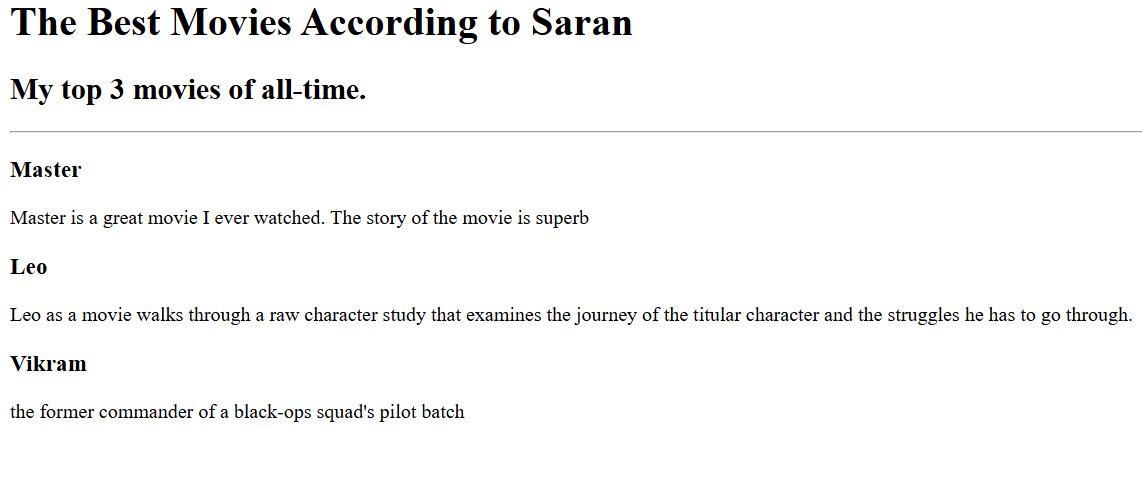 The Best Movies According to Saran
My top 3 movies of all-time.
Master
Master is a great movie I ever watched. The story of the movie is superb
Leo
Leo as a movie walks through a raw character study that examines the journey of the titular character and the struggles he has to go through.
Vikram
the former commander of a black-ops squad's pilot batch